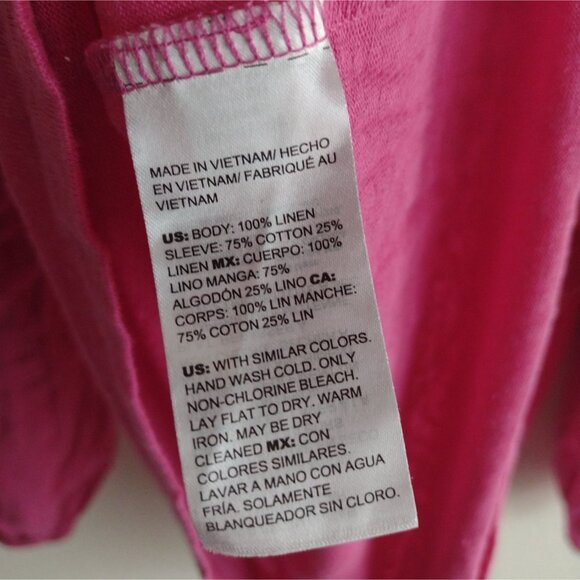 MADE IN VIETNAM/ HECHO
EN VIETNAM/ FABRIQUÉ AU
VIETNAM
US: BODY: 100% LINEN
SLEEVE: 75% COTTON 25%
LINEN MX: CUERPO: 100%
LINO MANGA: 75%
ALGODÓN 25% LINO CA:
CORPS: 100% LIN MANCHE:
75% COTON 25% LIN
US: WITH SIMILAR COLORS.
HAND WASH COLD. ONLY
NON-CHLORINE BLEACH.
LAY FLAT TO DRY. WARM
IRON. MAY BE DRY
CLEANED MX: CON
COLORES SIMILARES.
LAVAR A MANO CON AGUA
FRÍA. SOLAMENTE
BLANQUEADOR SIN CLORO.